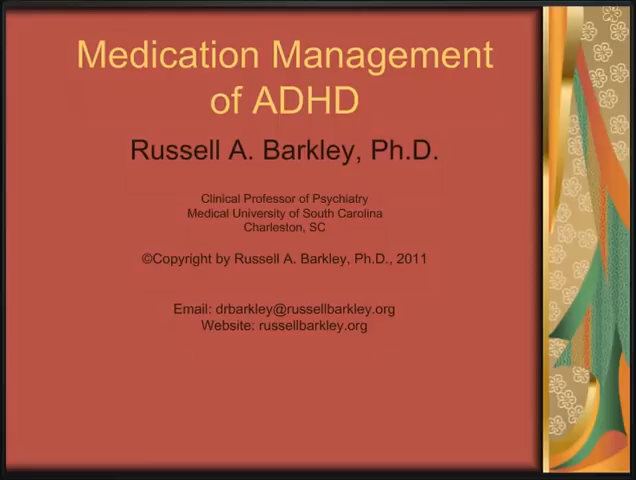 Medication Management
of ADHD
Russell A. Barkley, Ph.D.
Clinical Professor of Psychiatry
Medical University of South Carolina
Charleston, SC
©Copyright by Russell A. Barkley, Ph.D., 2011
Email: drbarkley@russellbarkley.org
Website: russellbarkley.org